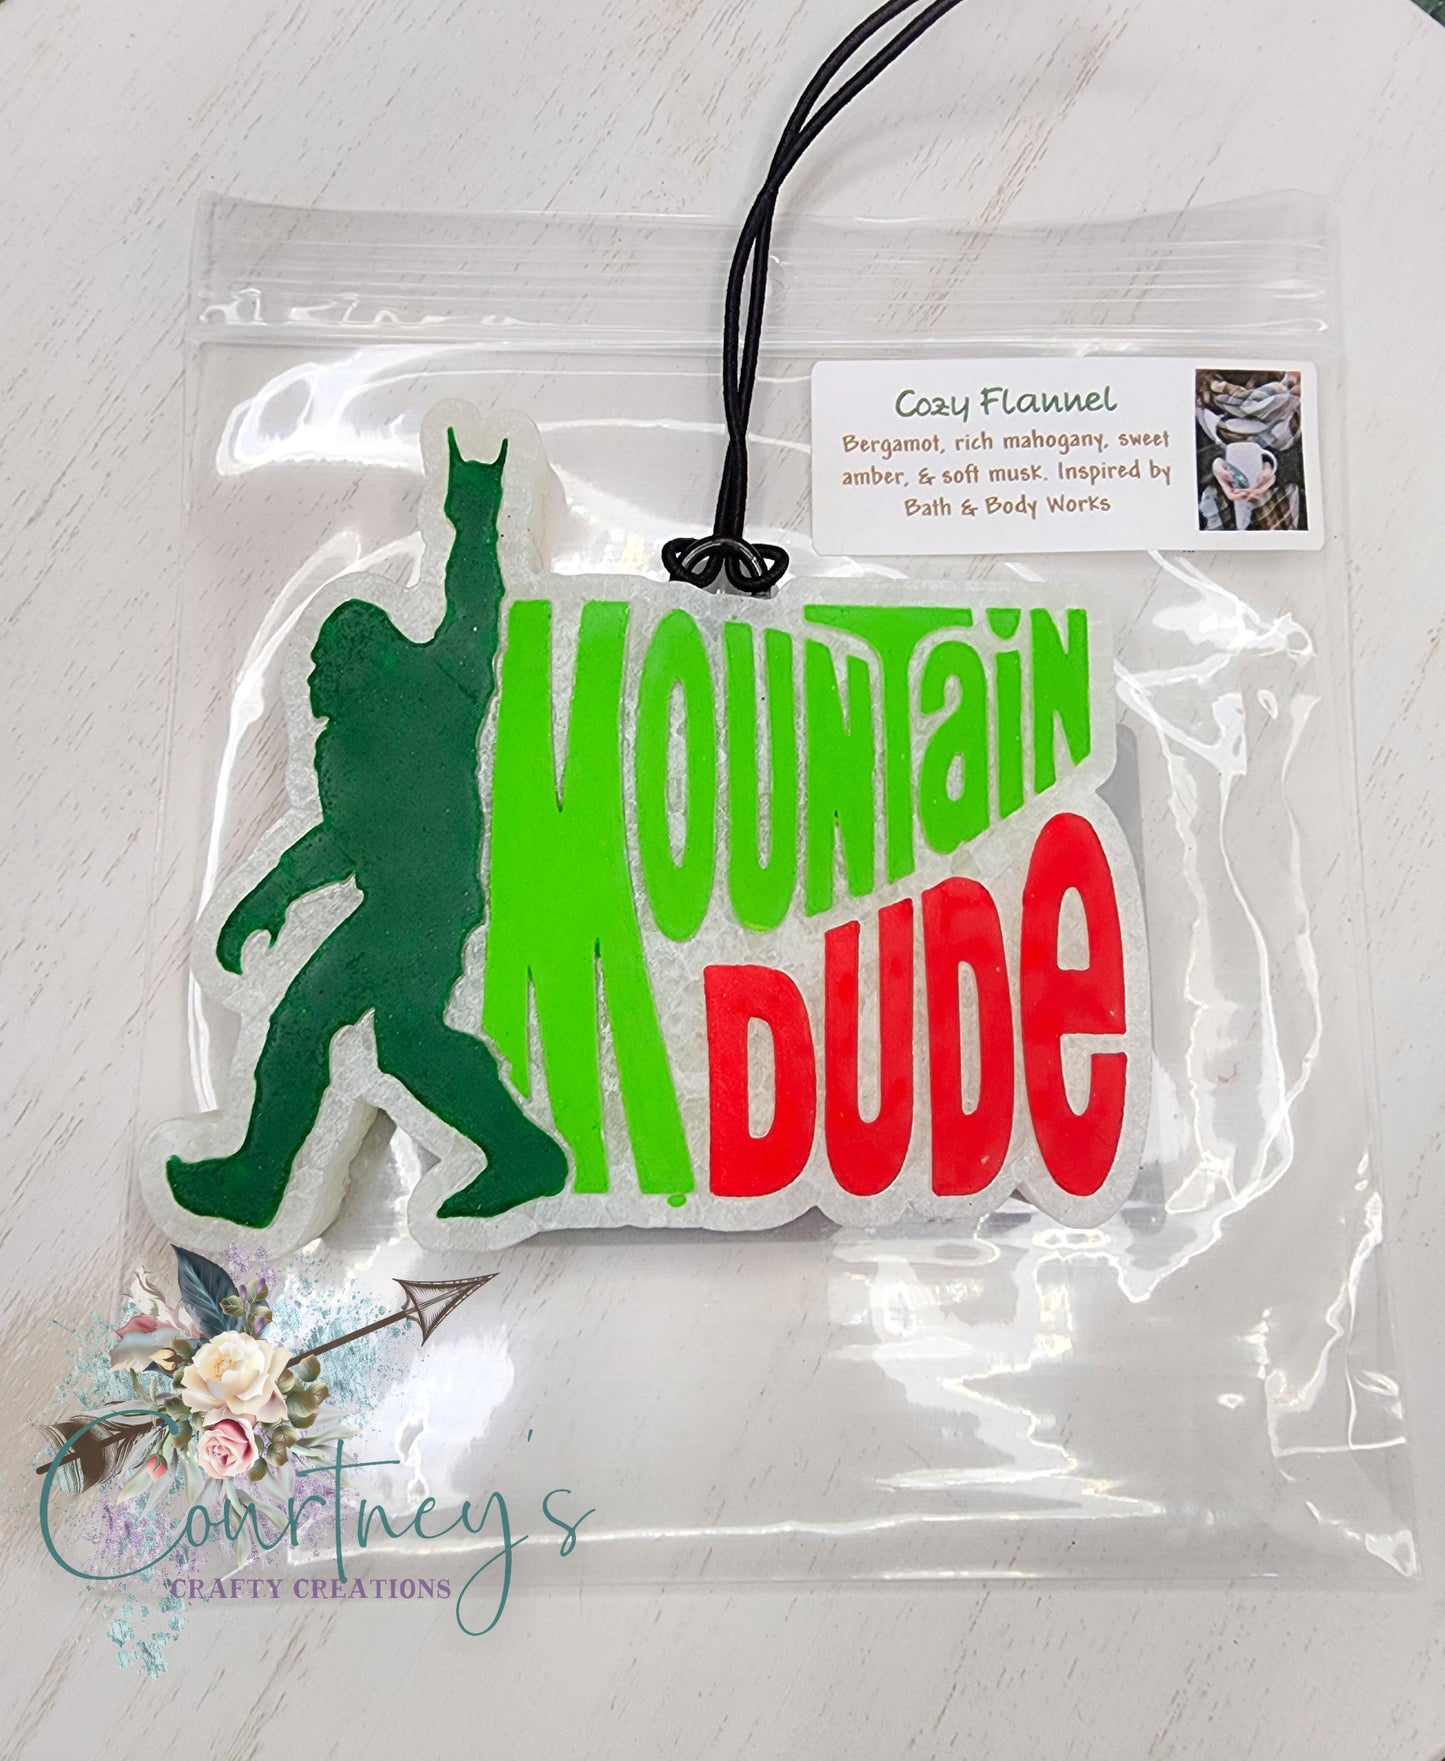 Cozy Flannel
Bergamot, rich mahogany, sweet
amber, & soft musk. Inspired by
Bath & Body Works
MOUNTaiN
DUDe
Courtney's
CRAFTY CREATIONS